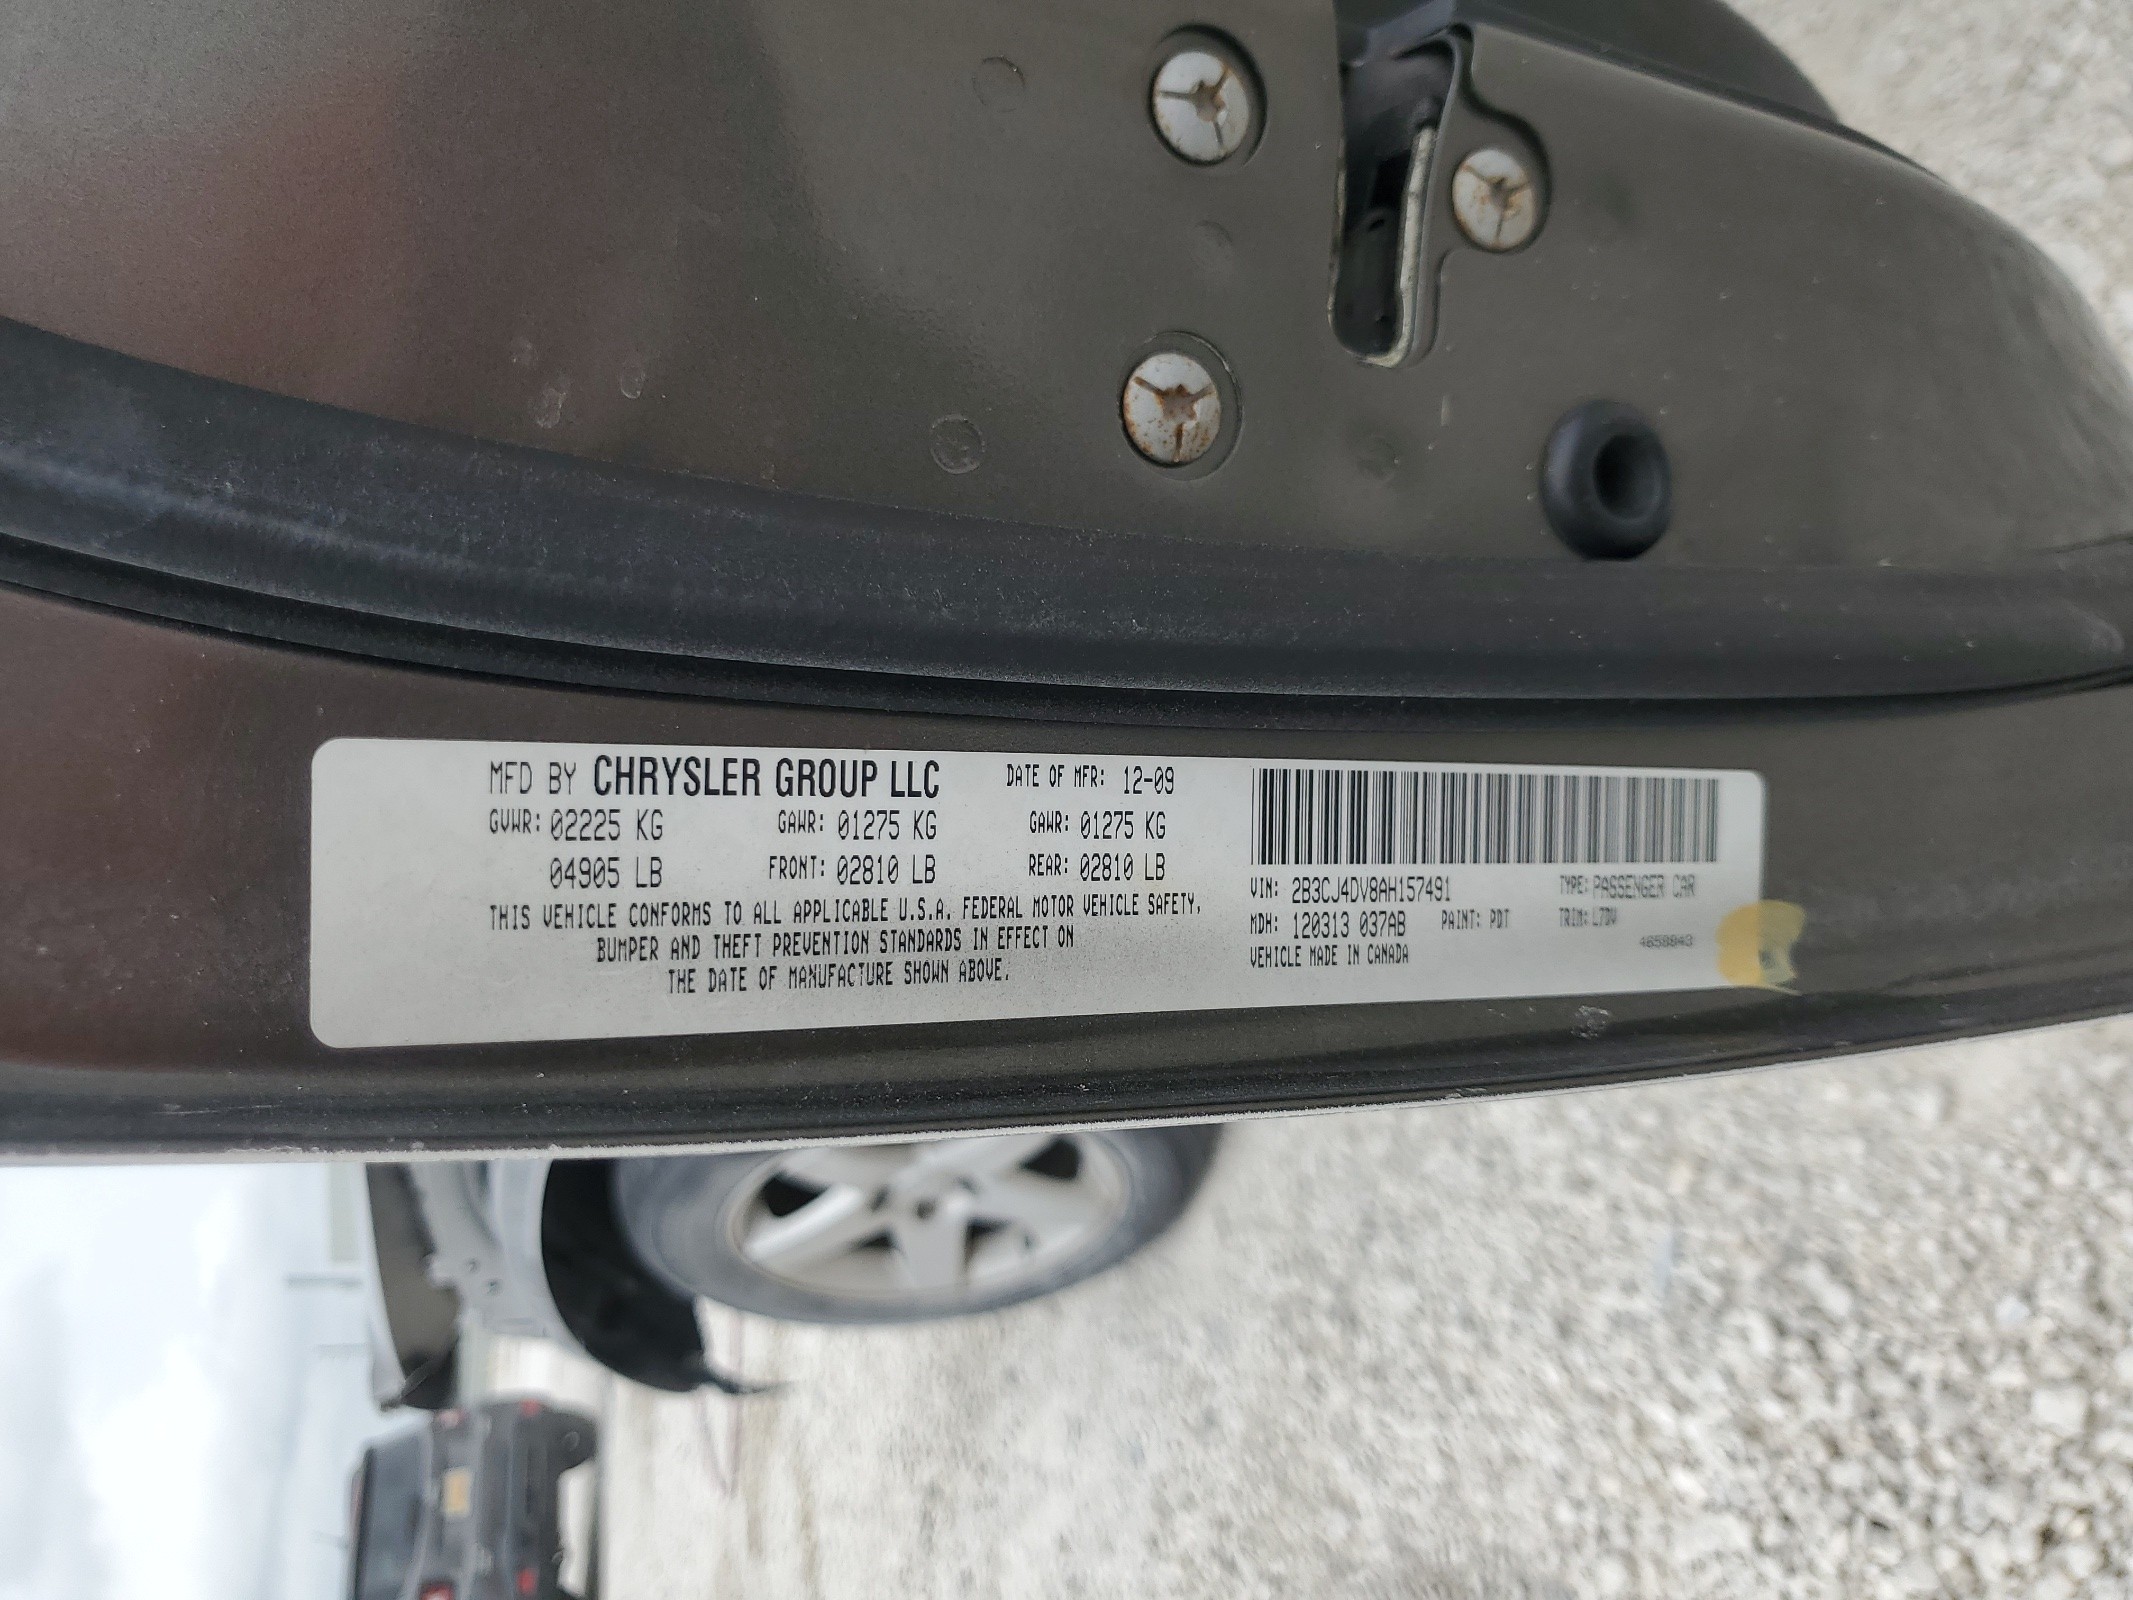 MFD BY CHRYSLER GROUP LLC DATE OF MFR: 12-09
GVWR: 02225 KG GAWR: 01275 KG GAWR: 01275 KG
04905 LB FRONT: 02810 LB REAR: 02810 LB
THIS VEHICLE CONFORMS TO ALL APPLICABLE U.S.A. FEDERAL MOTOR VEHICLE SAFETY,
BUMPER AND THEFT PREVENTION STANDARDS IN EFFECT ON
THE DATE OF MANUFACTURE SHOWN ABOVE.
VIN: 2B3CJ4DV8AH157491 TYPE: PASSENGER CAR
MDH: 120313 037AB PAINT: PDT TRIM: L7DV
VEHICLE MADE IN CANADA 4658843